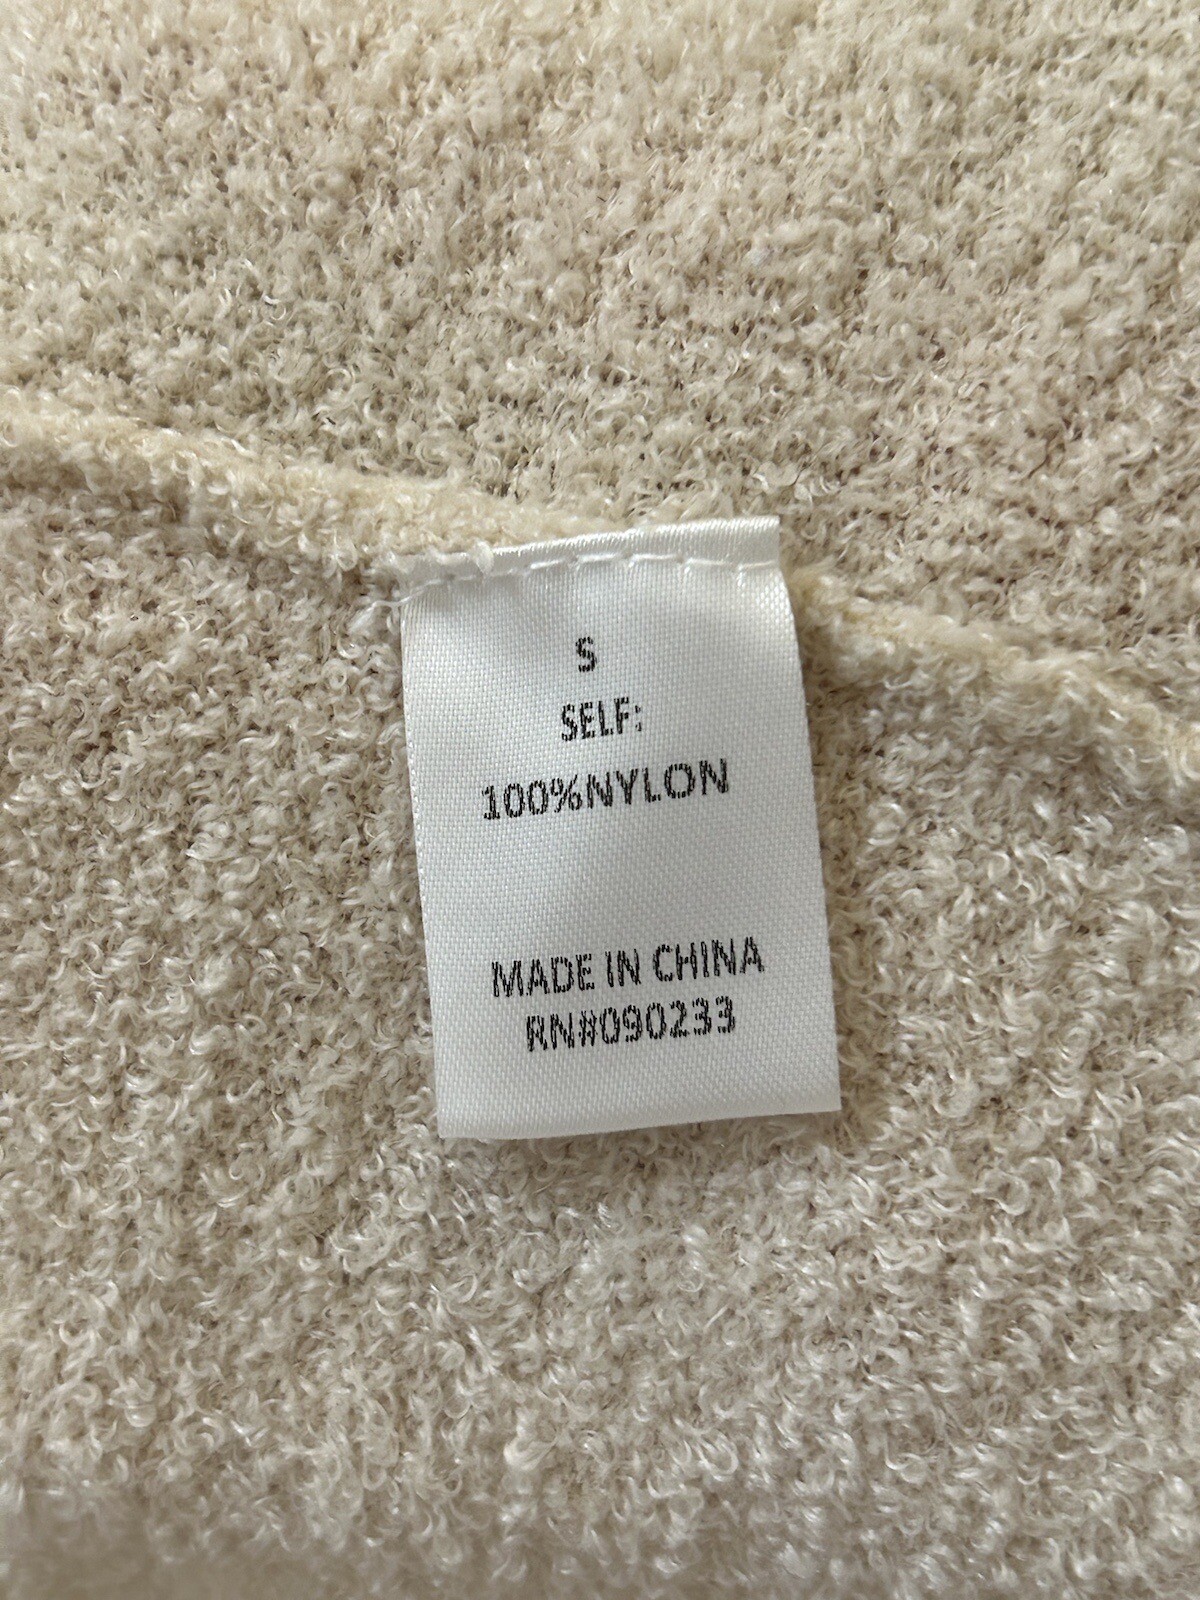 S
SELF:
100%NYLON
MADE IN CHINA
RN#090233